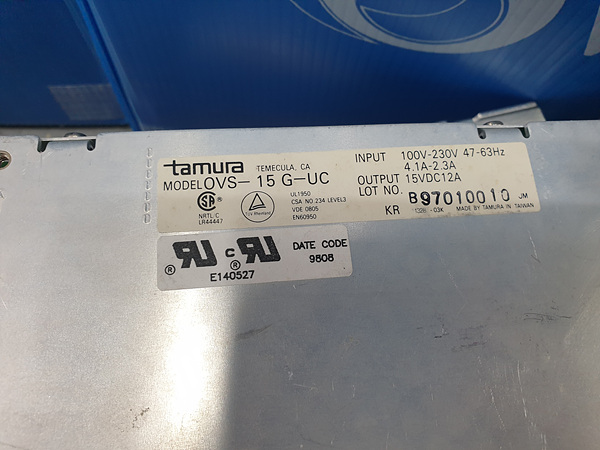 tamura TEMECULA, CA
MODEL OVS-15 G-UC
NRTL/C
LR44447
TUV Rheinland
UL1950
CSA NO.234 LEVEL3
VDE 0805
EN60950
INPUT 100V-230V 47-63Hz
4.1A-2.3A
OUTPUT 15VDC12A
LOT NO. B97010010 JM
KR MADE BY TAMURA IN TAIWAN
DATE CODE
9808
E140527